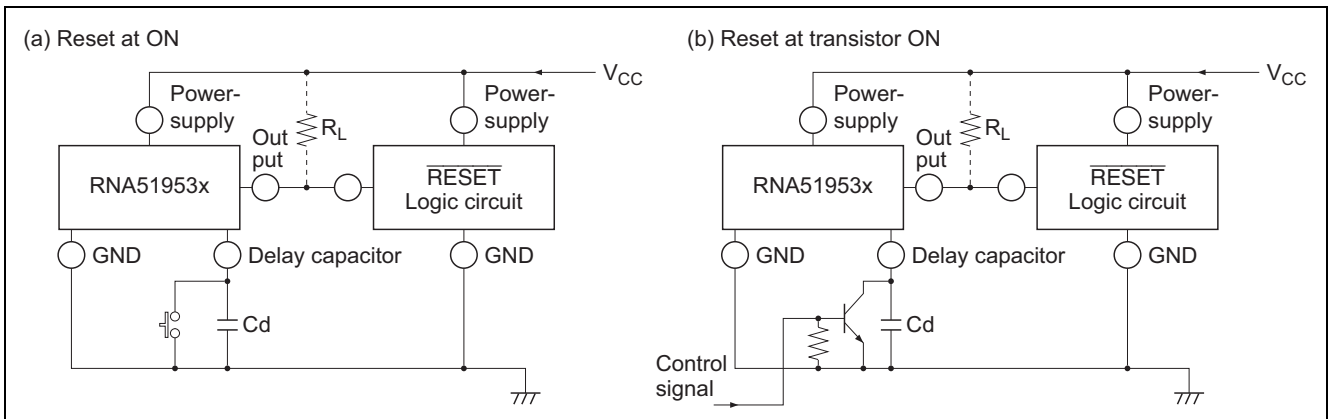 (a) Reset at ON
VCC
Power-
supply
Power-
supply
Out
put
RL
RNA51953x
RESET
Logic circuit
GND
Delay capacitor
GND
Cd
(b) Reset at transistor ON
VCC
Power-
supply
Power-
supply
Out
put
RL
RNA51953x
RESET
Logic circuit
GND
Delay capacitor
GND
Cd
Control
signal